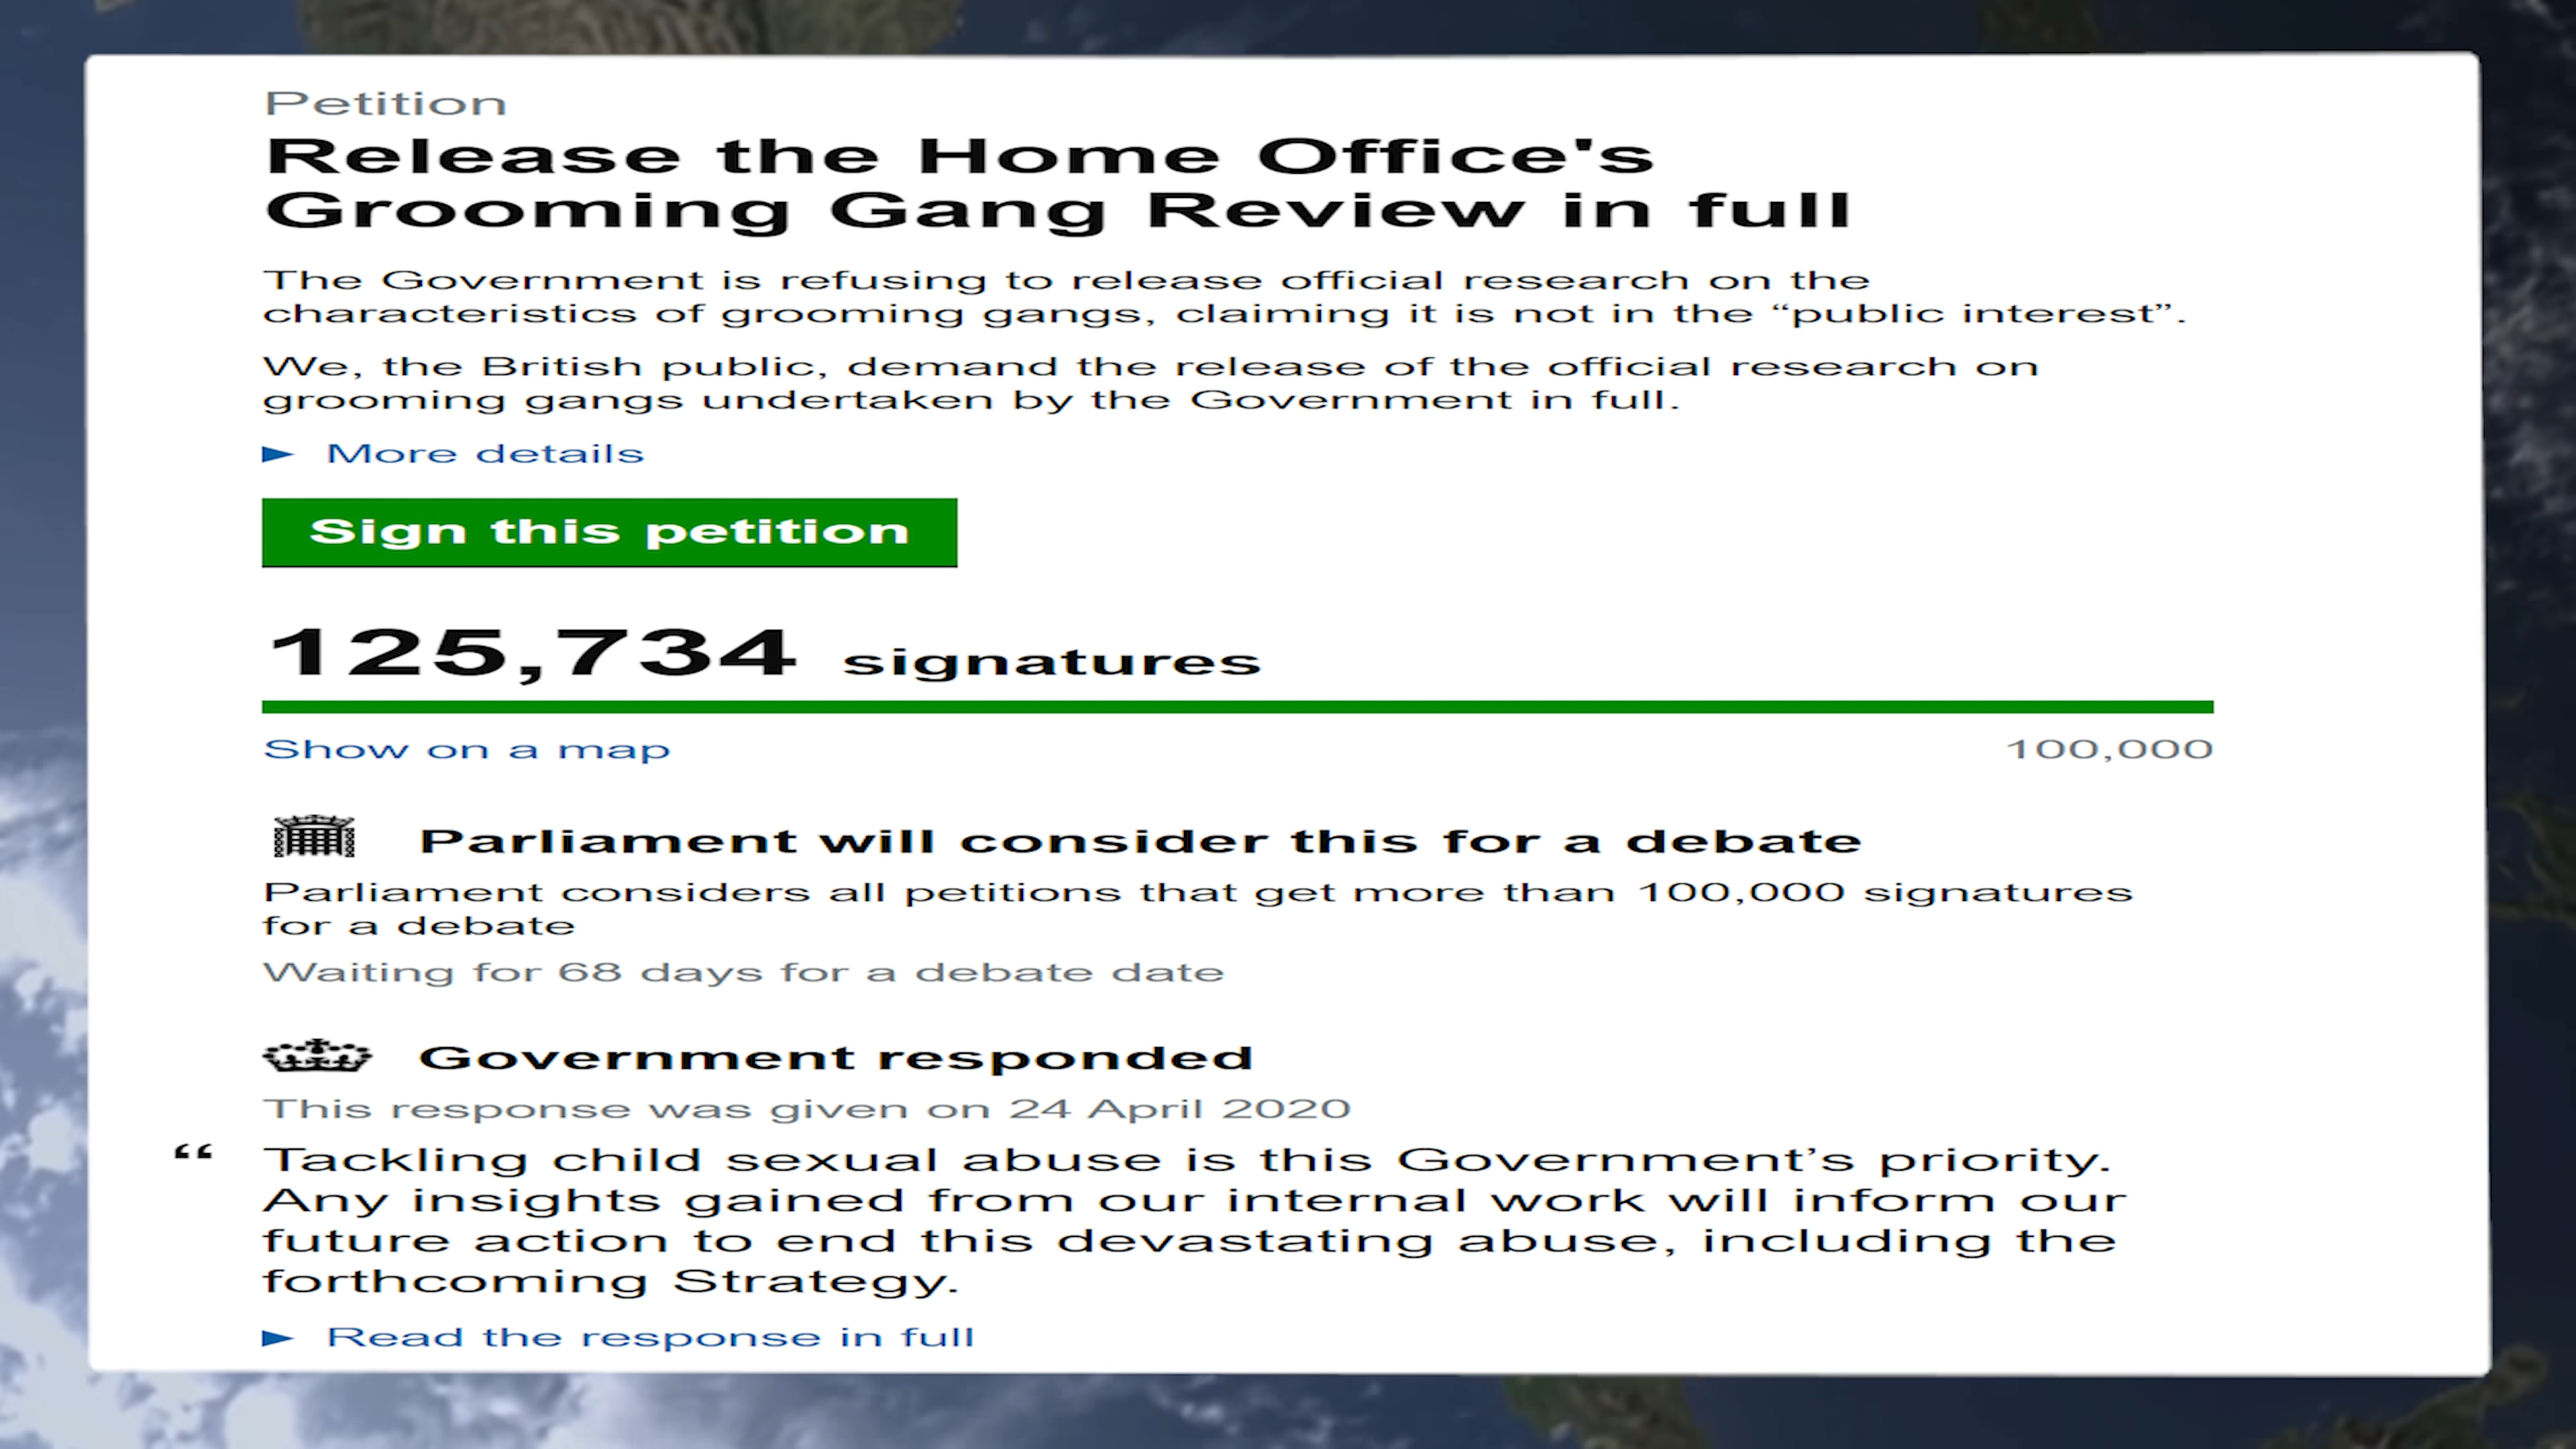 Petition
Release the Home Office's
Grooming Gang Review in full
The Government is refusing to release official research on the
characteristics of grooming gangs, claiming it is not in the “public interest”.
We, the British public, demand the release of the official research on
grooming gangs undertaken by the Government in full.
► More details
Sign this petition
125,734 signatures
Show on a map 100,000
Parliament will consider this for a debate
Parliament considers all petitions that get more than 100,000 signatures
for a debate
Waiting for 68 days for a debate date
Government responded
This response was given on 24 April 2020
“ Tackling child sexual abuse is this Government’s priority.
Any insights gained from our internal work will inform our
future action to end this devastating abuse, including the
forthcoming Strategy.
► Read the response in full